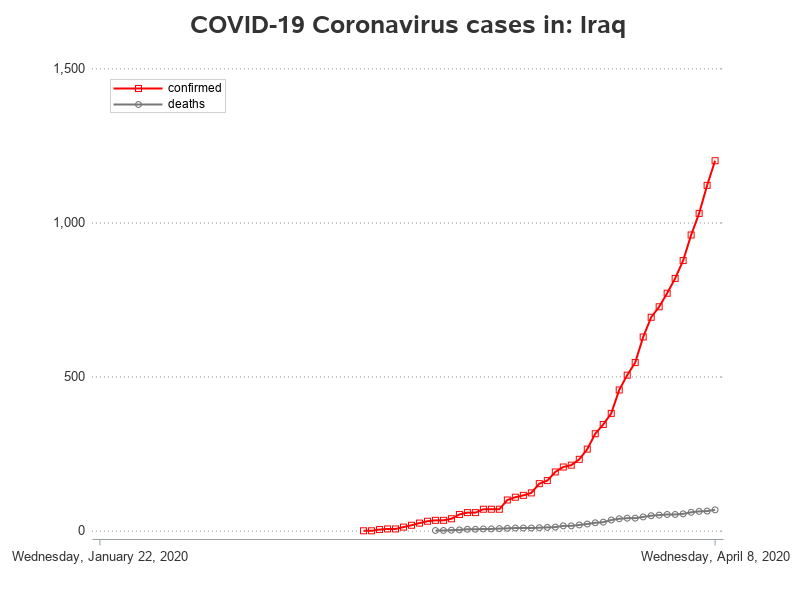 COVID-19 Coronavirus cases in: Iraq
1,500
confirmed
deaths
1,000
500
0
Wednesday, January 22, 2020
Wednesday, April 8, 2020